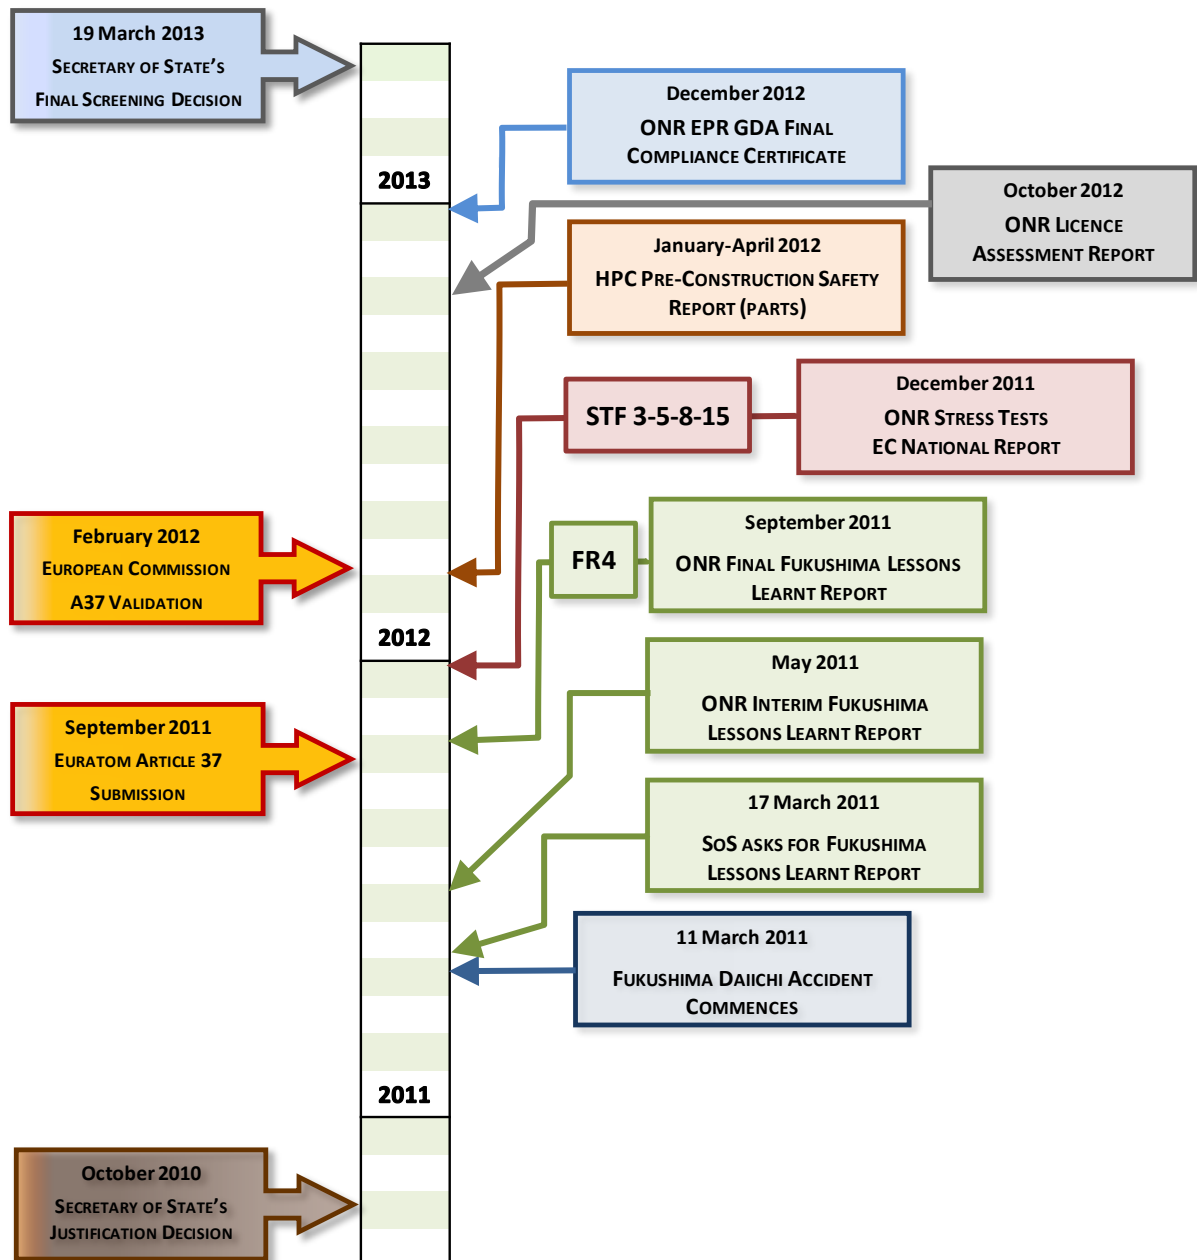 19 March 2013
Secretary of State’s
Final Screening Decision
December 2012
ONR EPR GDA Final
Compliance Certificate
2013
October 2012
ONR Licence
Assessment Report
January-April 2012
HPC Pre-Construction Safety
Report (parts)
STF 3-5-8-15
December 2011
ONR Stress Tests
EC National Report
February 2012
European Commission
A37 Validation
FR4
September 2011
ONR Final Fukushima Lessons
Learnt Report
2012
May 2011
ONR Interim Fukushima
Lessons Learnt Report
September 2011
Euratom Article 37
Submission
17 March 2011
SoS asks for Fukushima
Lessons Learnt Report
11 March 2011
Fukushima Daiichi Accident
Commences
2011
October 2010
Secretary of State’s
Justification Decision